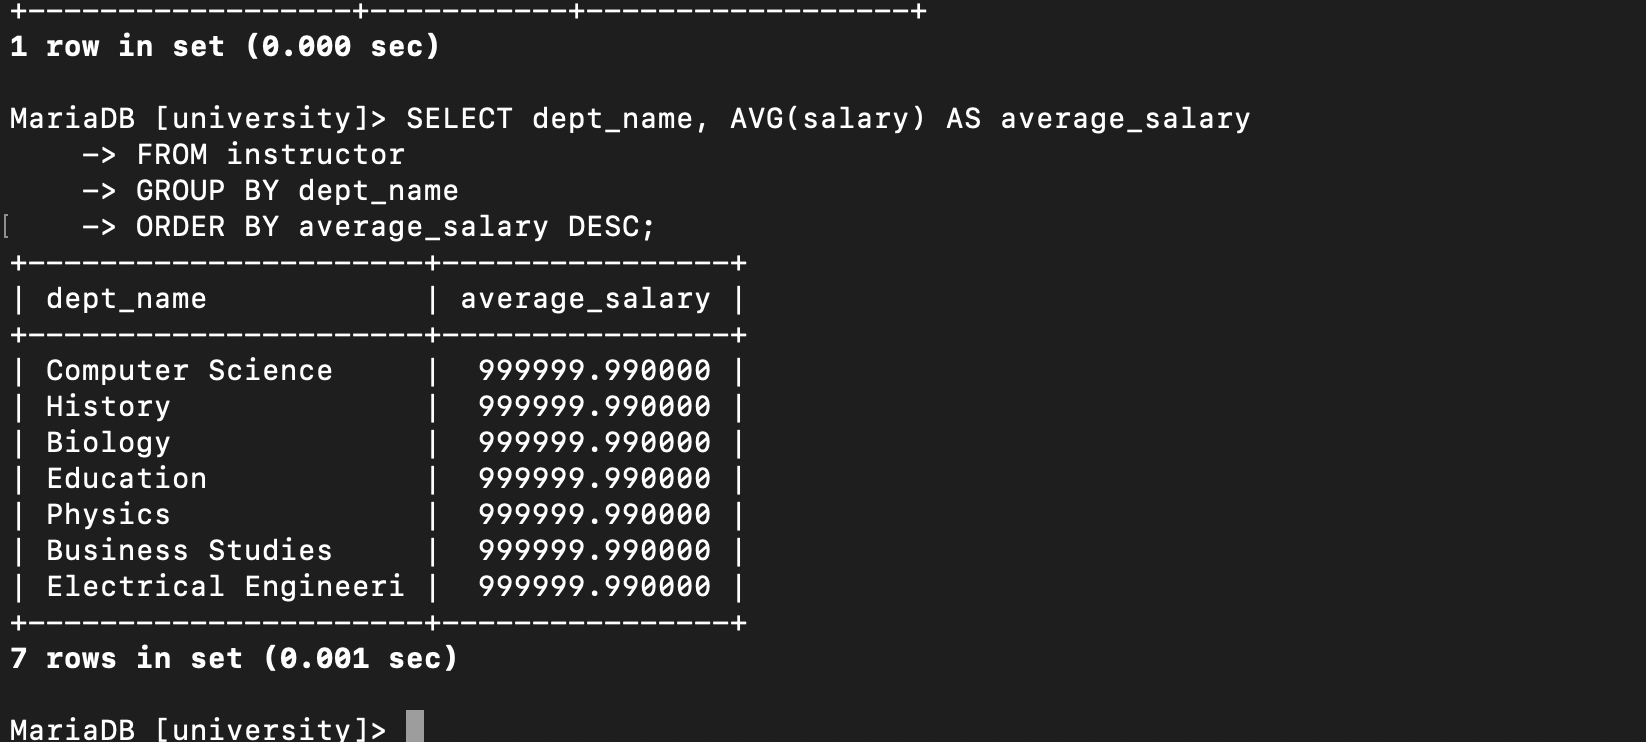 +------------------+-----------+------------------+
1 row in set (0.000 sec)
MariaDB [university]> SELECT dept_name, AVG(salary) AS average_salary
    -> FROM instructor
    -> GROUP BY dept_name
[    -> ORDER BY average_salary DESC;
+----------------------+----------------+
| dept_name            | average_salary |
+----------------------+----------------+
| Computer Science     |  999999.990000 |
| History              |  999999.990000 |
| Biology              |  999999.990000 |
| Education            |  999999.990000 |
| Physics              |  999999.990000 |
| Business Studies     |  999999.990000 |
| Electrical Engineeri |  999999.990000 |
+----------------------+----------------+
7 rows in set (0.001 sec)
MariaDB [university]>